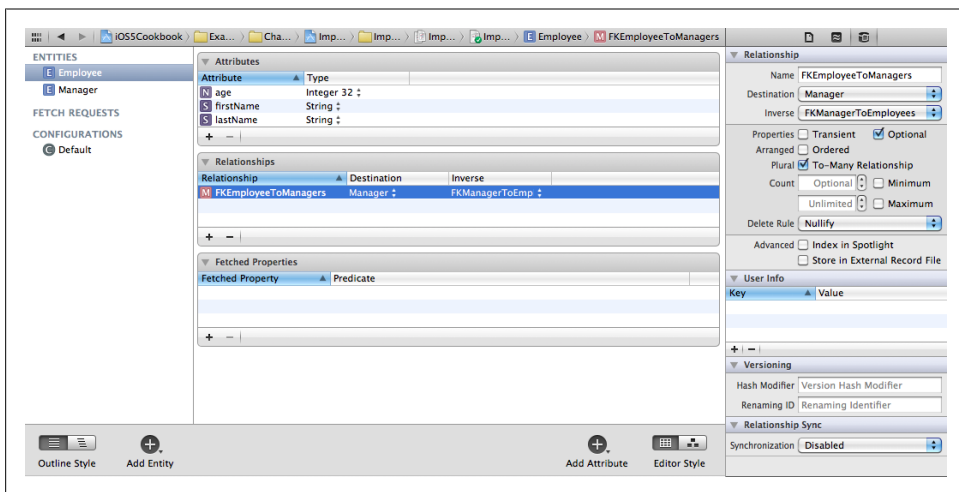 iOS5Cookbook Exa... Cha... Imp... Imp... Imp... Imp... E Employee M FKEmployeeToManagers
ENTITIES
E Employee
E Manager
FETCH REQUESTS
CONFIGURATIONS
C Default
Attributes
Attribute Type
N age Integer 32
S firstName String
S lastName String
+ −
Relationships
Relationship Destination Inverse
M FKEmployeeToManagers Manager FKManagerToEmp
+ −
Fetched Properties
Fetched Property Predicate
+ −
Outline Style
Add Entity
Add Attribute
Editor Style
Relationship
Name FKEmployeeToManagers
Destination Manager
Inverse FKManagerToEmployees
Properties Transient Optional
Arranged Ordered
Plural To-Many Relationship
Count Optional Minimum
Unlimited Maximum
Delete Rule Nullify
Advanced Index in Spotlight
Store in External Record File
User Info
Key Value
+ −
Versioning
Hash Modifier Version Hash Modifier
Renaming ID Renaming Identifier
Relationship Sync
Synchronization Disabled